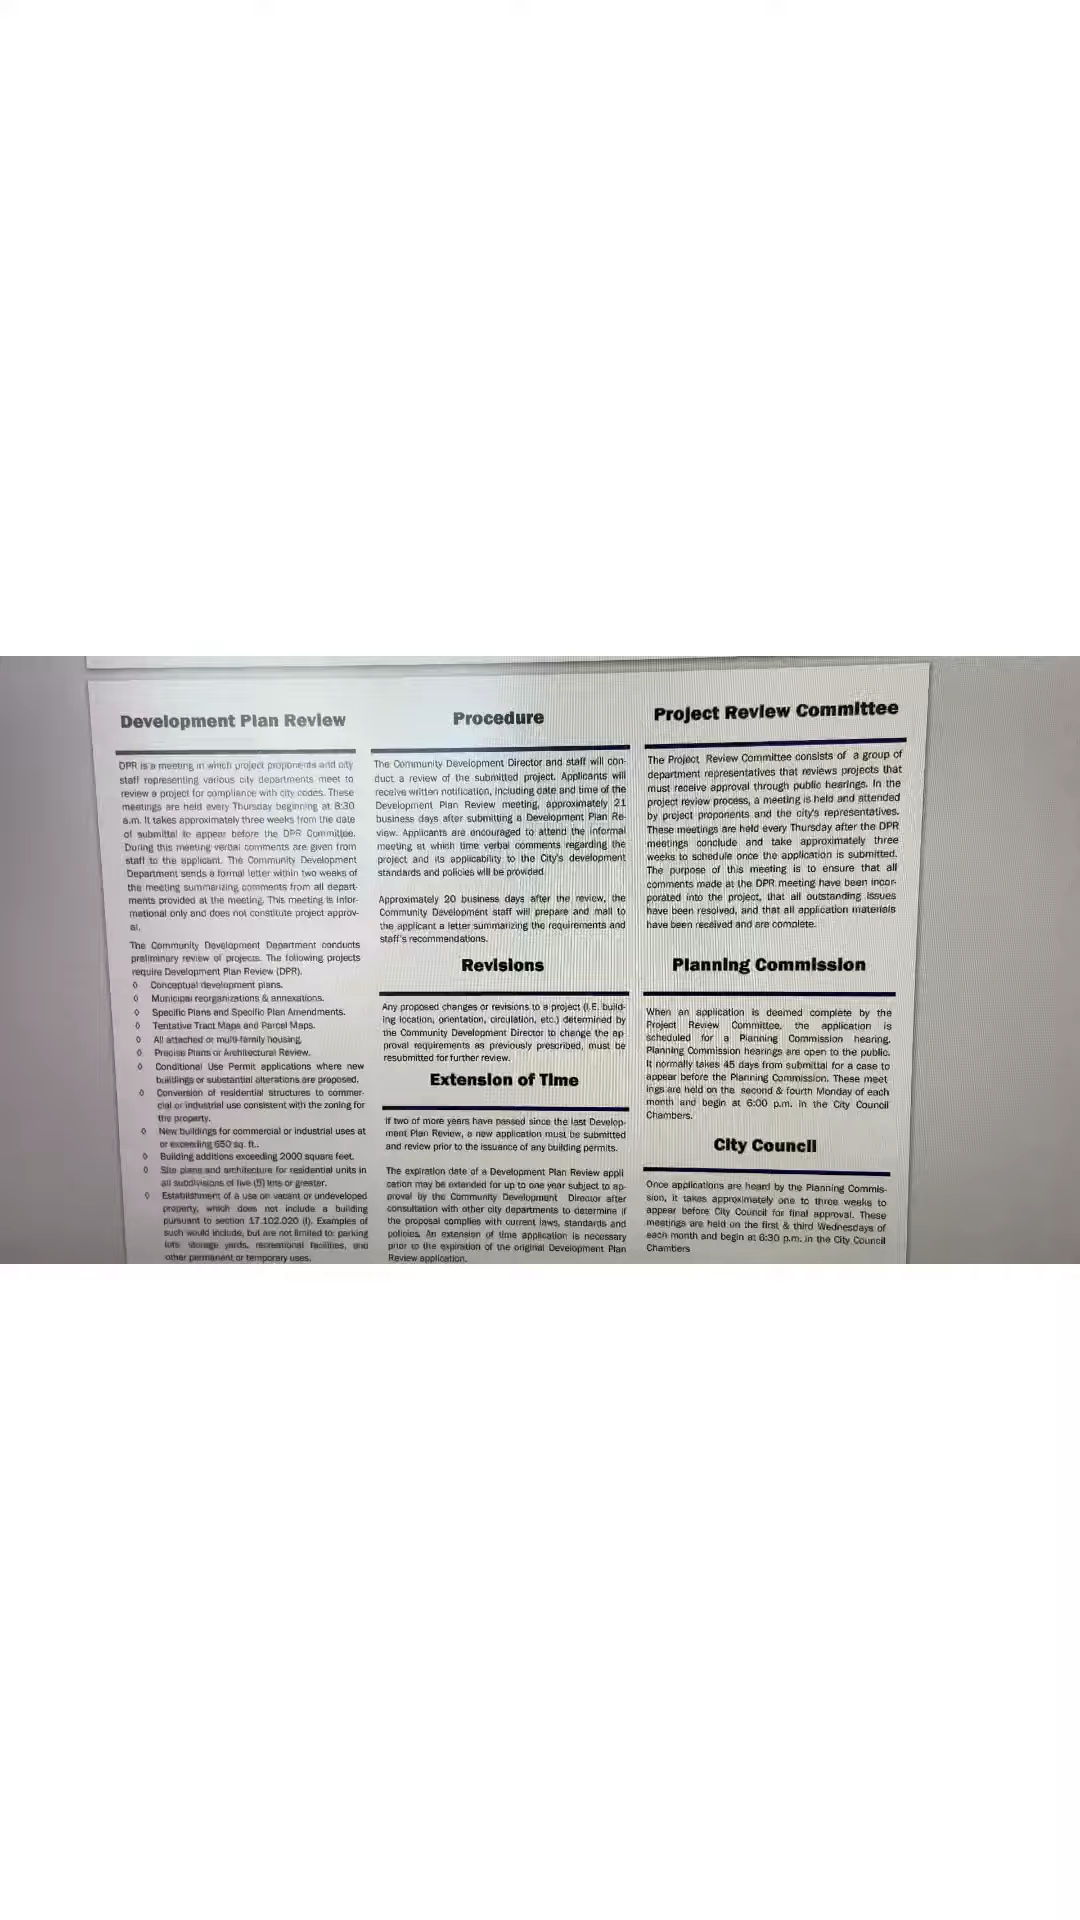 Development Plan Review
DPR is a meeting in which project proponents and city
staff representing various city departments meet to
review a project for compliance with city codes. These
meetings are held every Thursday beginning at 8:30
a.m. It takes approximately three weeks from the date
of submittal to appear before the DPR Committee.
During this meeting verbal comments are given from
staff to the applicant. The Community Development
Department sends a formal letter within two weeks of
the meeting summarizing comments from all depart-
ments provided at the meeting. This meeting is infor-
mational only and does not constitute project approv-
al.
The Community Development Department conducts
preliminary review of projects. The following projects
require Development Plan Review (DPR).
◊ Conceptual development plans.
◊ Municipal reorganizations & annexations.
◊ Specific Plans and Specific Plan Amendments.
◊ Tentative Tract Maps and Parcel Maps.
◊ All attached or multi-family housing.
◊ Precise Plans or Architectural Review.
◊ Conditional Use Permit applications where new
buildings or substantial alterations are proposed.
◊ Conversion of residential structures to commer-
cial or industrial use consistent with the zoning for
the property.
◊ New buildings for commercial or industrial uses at
or exceeding 650 sq. ft..
◊ Building additions exceeding 2000 square feet.
◊ Site plans and architecture for residential units in
all subdivisions of five (5) lots or greater.
◊ Establishment of a use on vacant or undeveloped
property, which does not include a building
pursuant to section 17.102.020 (I). Examples of
such would include, but are not limited to: parking
lots, storage yards, recreational facilities, and
other permanent or temporary uses.
Procedure
The Community Development Director and staff will con-
duct a review of the submitted project. Applicants will
receive written notification, including date and time of the
Development Plan Review meeting, approximately 21
business days after submitting a Development Plan Re-
view. Applicants are encouraged to attend the informal
meeting at which time verbal comments regarding the
project and its applicability to the City's development
standards and policies will be provided.
Approximately 20 business days after the review, the
Community Development staff will prepare and mail to
the applicant a letter summarizing the requirements and
staff's recommendations.
Revisions
Any proposed changes or revisions to a project (I.E. build-
ing location, orientation, circulation, etc.) determined by
the Community Development Director to change the ap
proval requirements as previously prescribed, must be
resubmitted for further review.
Extension of Time
If two of more years have passed since the last Develop-
ment Plan Review, a new application must be submitted
and review prior to the issuance of any building permits.
The expiration date of a Development Plan Review appli
cation may be extended for up to one year subject to ap-
proval by the Community Development Director after
consultation with other city departments to determine if
the proposal complies with current laws, standards and
policies. An extension of time application is necessary
prior to the expiration of the original Development Plan
Review application.
Project Review Committee
The Project Review Committee consists of a group of
department representatives that reviews projects that
must receive approval through public hearings. In the
project review process, a meeting is held and attended
by project proponents and the city's representatives.
These meetings are held every Thursday after the DPR
meetings conclude and take approximately three
weeks to schedule once the application is submitted.
The purpose of this meeting is to ensure that all
comments made at the DPR meeting have been incor-
porated into the project, that all outstanding issues
have been resolved, and that all application materials
have been received and are complete.
Planning Commission
When an application is deemed complete by the
Project Review Committee, the application is
scheduled for a Planning Commission hearing.
Planning Commission hearings are open to the public.
It normally takes 45 days from submittal for a case to
appear before the Planning Commission. These meet
ings are held on the second & fourth Monday of each
month and begin at 6:00 p.m. in the City Council
Chambers.
City Council
Once applications are heard by the Planning Commis-
sion, it takes approximately one to three weeks to
appear before City Council for final approval. These
meetings are held on the first & third Wednesdays of
each month and begin at 6:30 p.m. in the City Council
Chambers